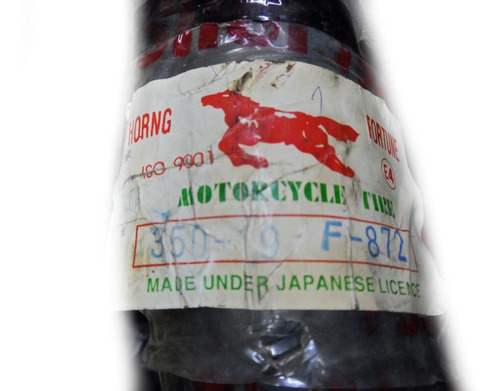 HORNG FORTUNE
ISO 9001 E4
MOTORCYCLE TIRE
350-19 F-872
MADE UNDER JAPANESE LICENCE